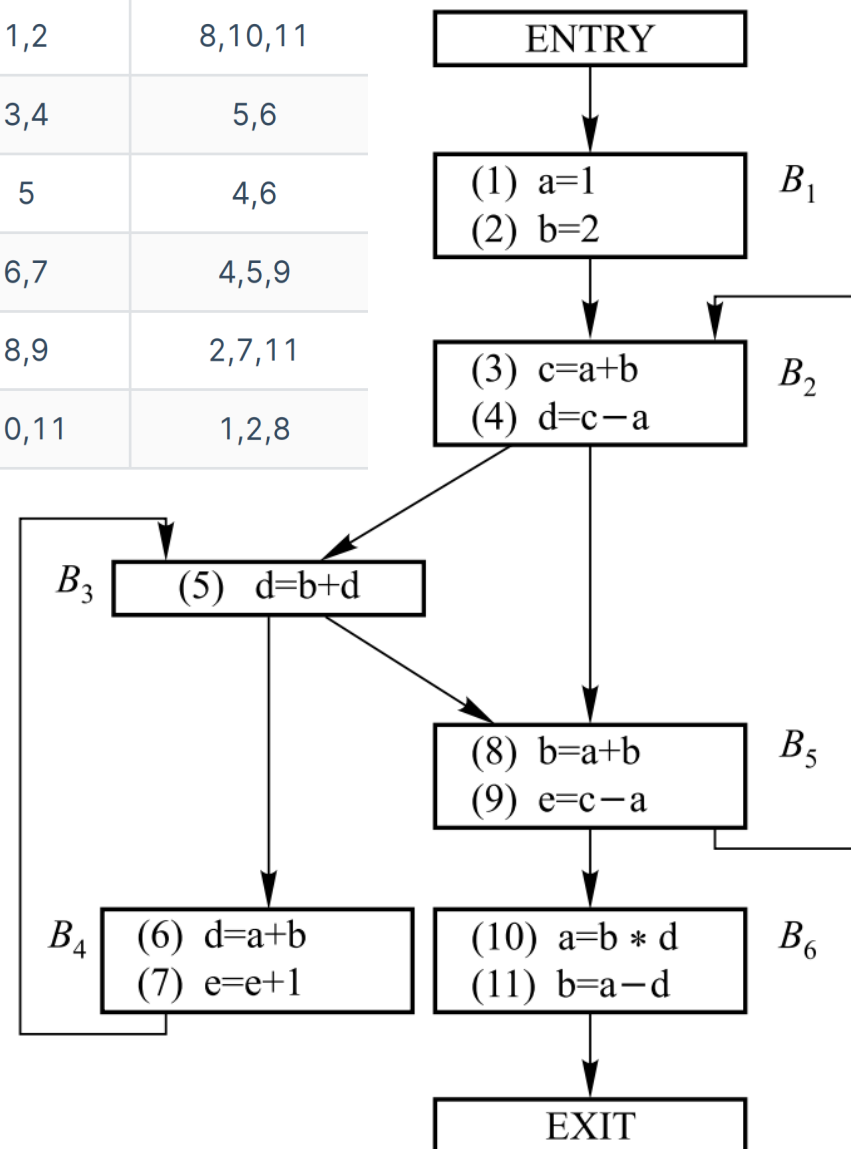 1,2 8,10,11
3,4 5,6
5 4,6
6,7 4,5,9
8,9 2,7,11
0,11 1,2,8
ENTRY
(1) a=1
(2) b=2
B1
(3) c=a+b
(4) d=c−a
B2
B3
(5) d=b+d
(8) b=a+b
(9) e=c−a
B5
B4
(6) d=a+b
(7) e=e+1
(10) a=b * d
(11) b=a−d
B6
EXIT